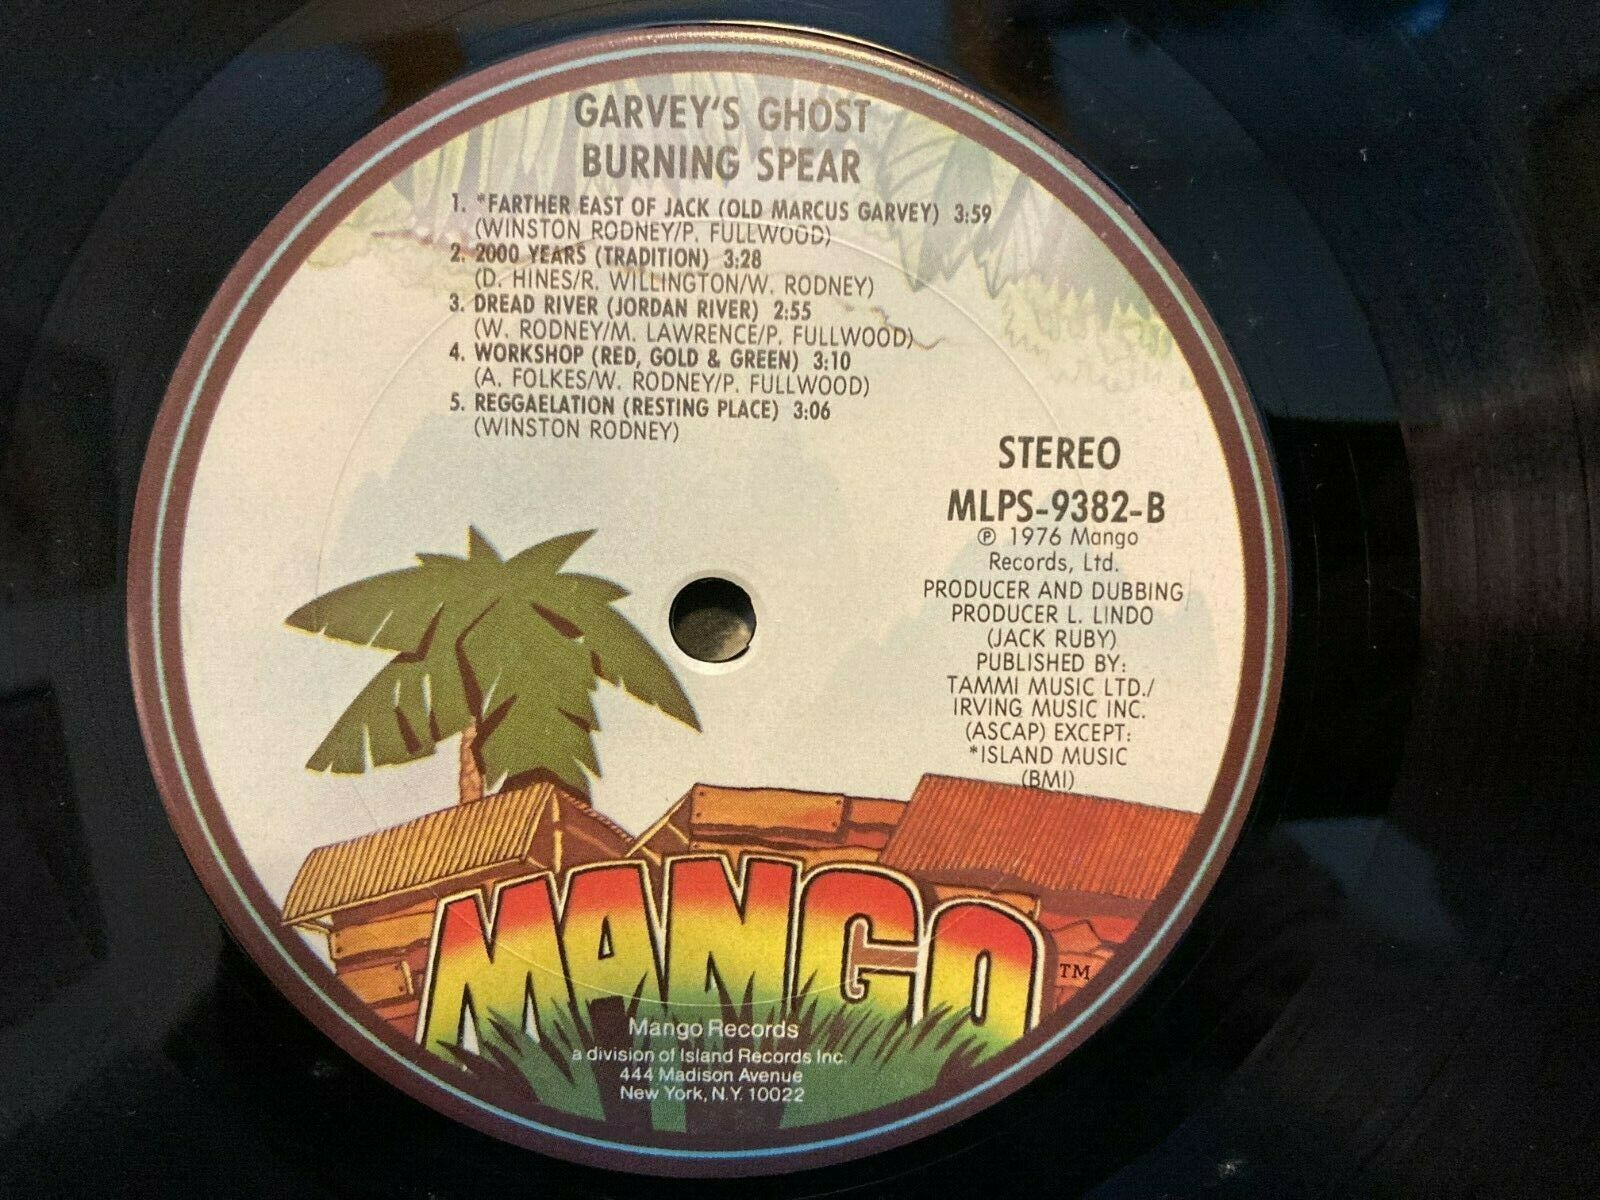 GARVEY'S GHOST
BURNING SPEAR
1. *FARTHER EAST OF JACK (OLD MARCUS GARVEY) 3:59
(WINSTON RODNEY/P. FULLWOOD)
2. 2000 YEARS (TRADITION) 3:28
(D. HINES/R. WILLINGTON/W. RODNEY)
3. DREAD RIVER (JORDAN RIVER) 2:55
(W. RODNEY/M. LAWRENCE/P. FULLWOOD)
4. WORKSHOP (RED, GOLD & GREEN) 3:10
(A. FOLKES/W. RODNEY/P. FULLWOOD)
5. REGGAELATION (RESTING PLACE) 3:06
(WINSTON RODNEY)
STEREO
MLPS-9382-B
℗ 1976 Mango
Records, Ltd.
PRODUCER AND DUBBING
PRODUCER L. LINDO
(JACK RUBY)
PUBLISHED BY:
TAMMI MUSIC LTD./
IRVING MUSIC INC.
(ASCAP) EXCEPT:
*ISLAND MUSIC
(BMI)
MANGO TM
Mango Records
a division of Island Records Inc.
444 Madison Avenue
New York, N.Y. 10022